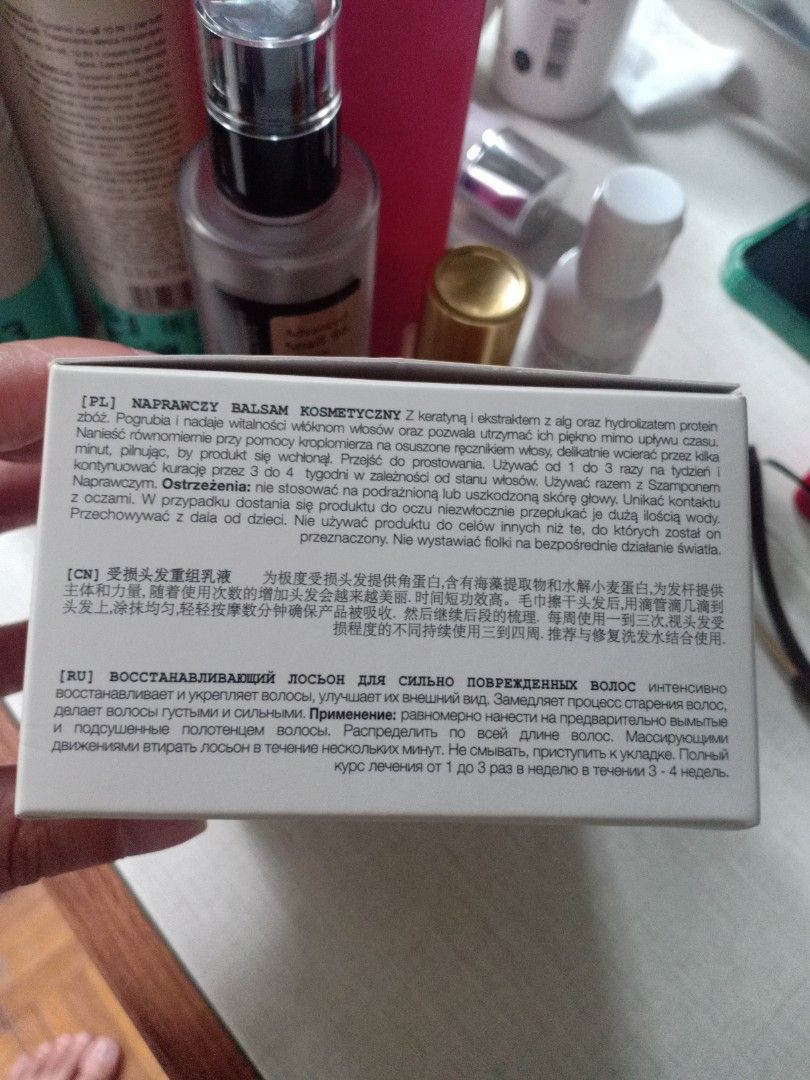 [PL] NAPRAWCZY BALSAM KOSMETYCZNY Z keratyną i ekstraktem z alg oraz hydrolizatem protein
zbóż. Pogrubia i nadaje witalności włóknom włosów oraz pozwala utrzymać ich piękno mimo upływu czasu.
Nanieść równomiernie przy pomocy kroplomierza na osuszone ręcznikiem włosy, delikatnie wcierać przez kilka
minut, pilnując, by produkt się wchłonął. Przejść do prostowania. Używać od 1 do 3 razy na tydzień i
kontynuować kurację przez 3 do 4 tygodni w zależności od stanu włosów. Używać razem z Szamponem
Naprawczym. Ostrzeżenia: nie stosować na podrażnioną lub uszkodzoną skórę głowy. Unikać kontaktu
z oczami. W przypadku dostania się produktu do oczu niezwłocznie przepłukać je dużą ilością wody.
Przechowywać z dala od dzieci. Nie używać produktu do celów innych niż te, do których został on
przeznaczony. Nie wystawiać fiolki na bezpośrednie działanie światła.
[CN] 受损头发重组乳液 为极度受损头发提供角蛋白,含有海藻提取物和水解小麦蛋白,为发杆提供
主体和力量, 随着使用次数的增加头发会越来越美丽. 时间短功效高。毛巾擦干头发后,用滴管滴几滴到
头发上,涂抹均匀,轻轻按摩数分钟确保产品被吸收. 然后继续后段的梳理. 每周使用一到三次,视头发受
损程度的不同持续使用三到四周. 推荐与修复洗发水结合使用.
[RU] ВОССТАНАВЛИВАЮЩИЙ ЛОСЬОН ДЛЯ СИЛЬНО ПОВРЕЖДЕННЫХ ВОЛОС интенсивно
восстанавливает и укрепляет волосы, улучшает их внешний вид. Замедляет процесс старения волос,
делает волосы густыми и сильными. Применение: равномерно нанести на предварительно вымытые
и подсушенные полотенцем волосы. Распределить по всей длине волос. Массирующими
движениями втирать лосьон в течение нескольких минут. Не смывать, приступить к укладке. Полный
курс лечения от 1 до 3 раз в неделю в течении 3 - 4 недель.